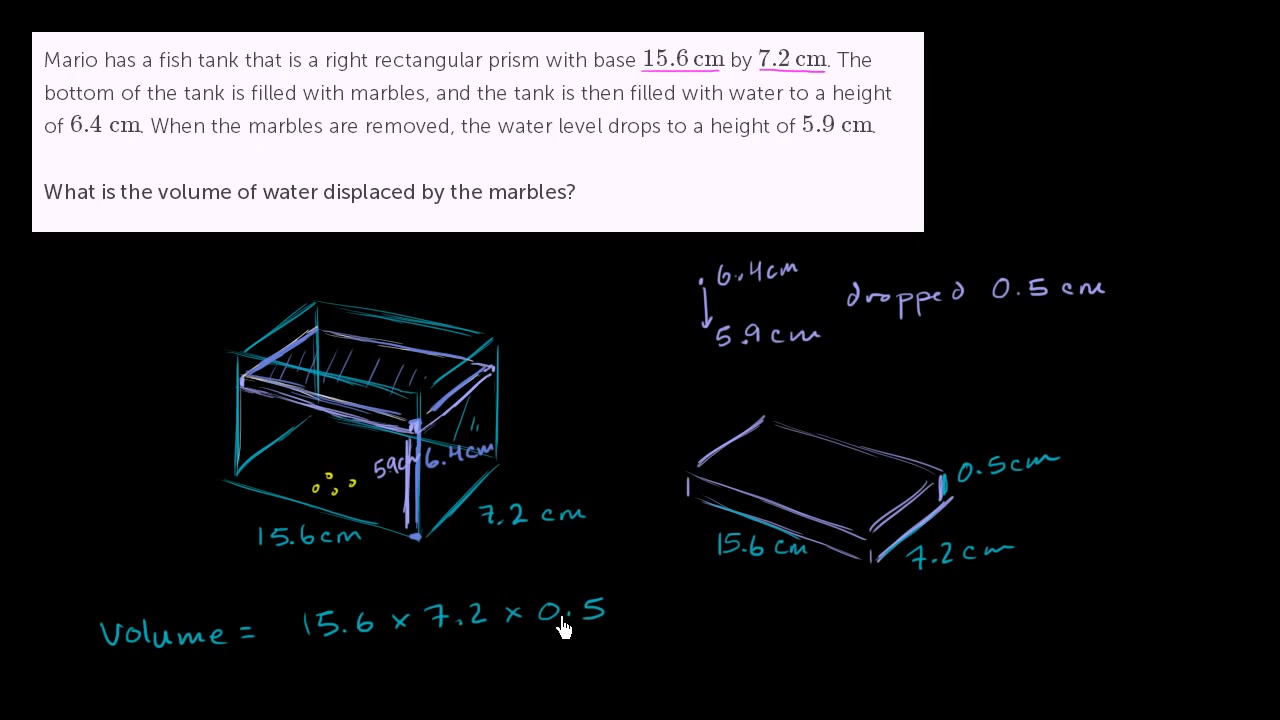 Mario has a fish tank that is a right rectangular prism with base 15.6 cm by 7.2 cm. The
bottom of the tank is filled with marbles, and the tank is then filled with water to a height
of 6.4 cm. When the marbles are removed, the water level drops to a height of 5.9 cm.
What is the volume of water displaced by the marbles?
6.4cm
dropped 0.5 cm
5.9cm
5.9cm 6.4cm
0.5cm
15.6cm
7.2 cm
15.6 cm
7.2cm
Volume = 15.6 x 7.2 x 0.5